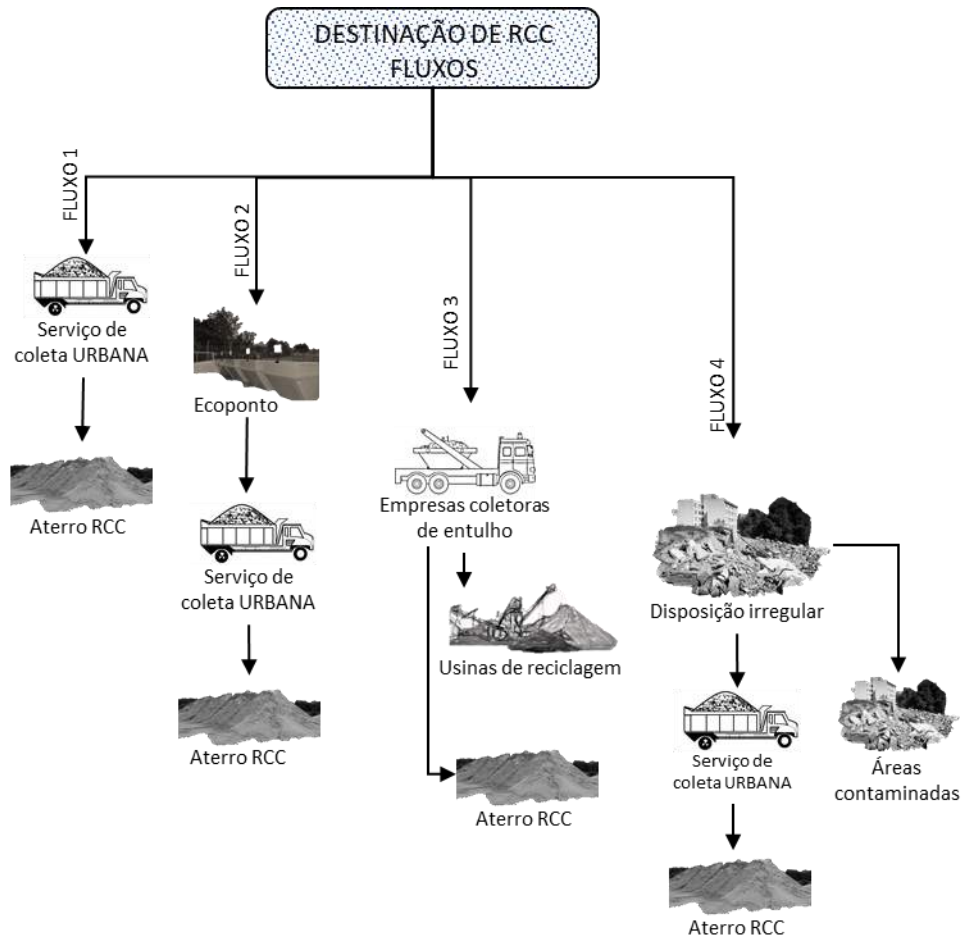 DESTINAÇÃO DE RCC
FLUXOS
FLUXO 1
Serviço de
coleta URBANA
Aterro RCC
FLUXO 2
Ecoponto
Serviço de
coleta URBANA
Aterro RCC
FLUXO 3
Empresas coletoras
de entulho
Usinas de reciclagem
Aterro RCC
FLUXO 4
Disposição irregular
Serviço de
coleta URBANA
Aterro RCC
Áreas
contaminadas